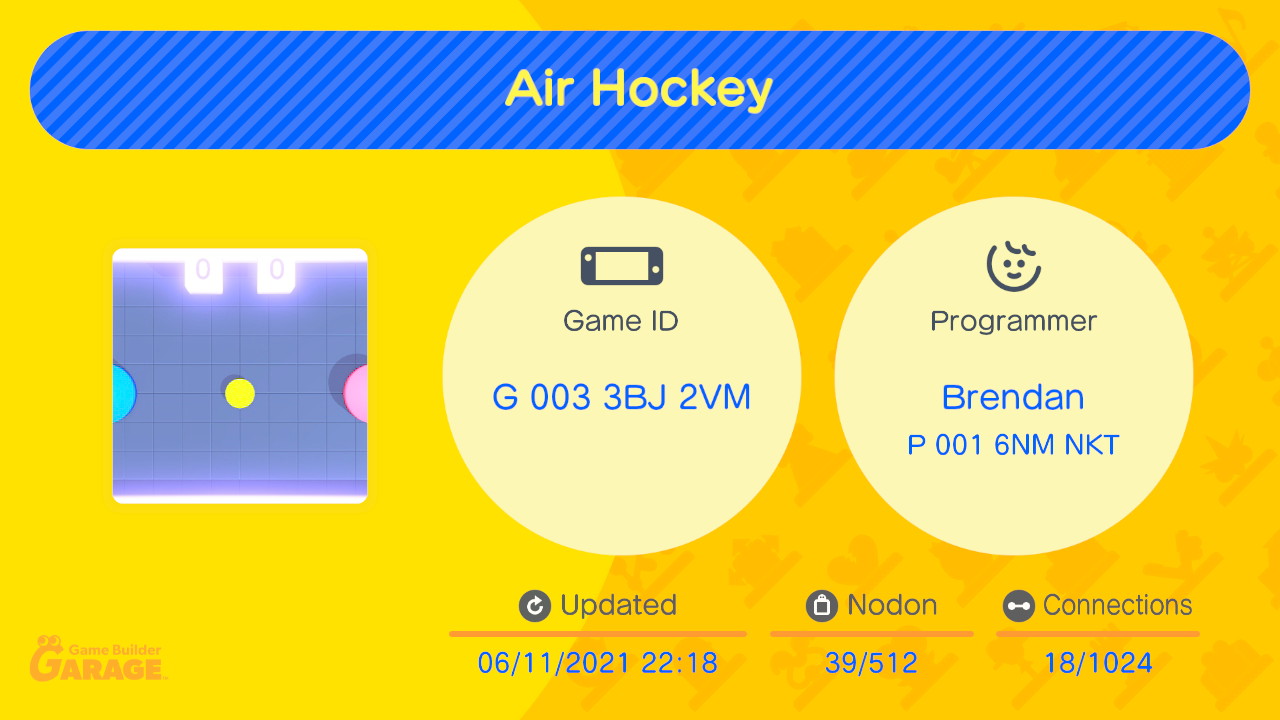 Air Hockey
0 0
Game ID
G 003 3BJ 2VM
Programmer
Brendan
P 001 6NM NKT
Updated
06/11/2021 22:18
Nodon
39/512
Connections
18/1024
Game Builder
GARAGE™